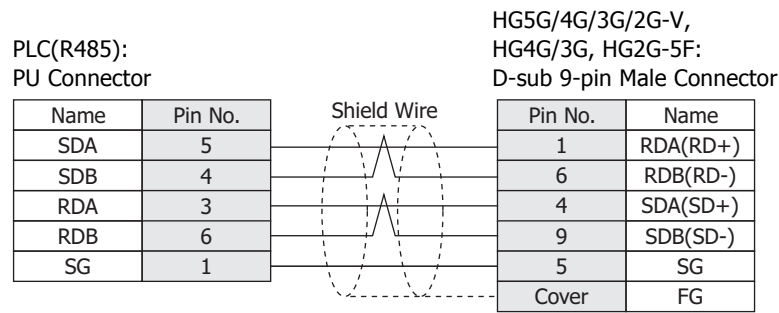 HG5G/4G/3G/2G-V,
PLC(R485): HG4G/3G, HG2G-5F:
PU Connector D-sub 9-pin Male Connector
Name Pin No. Shield Wire Pin No. Name
SDA 5 1 RDA(RD+)
SDB 4 6 RDB(RD-)
RDA 3 4 SDA(SD+)
RDB 6 9 SDB(SD-)
SG 1 5 SG
Cover FG